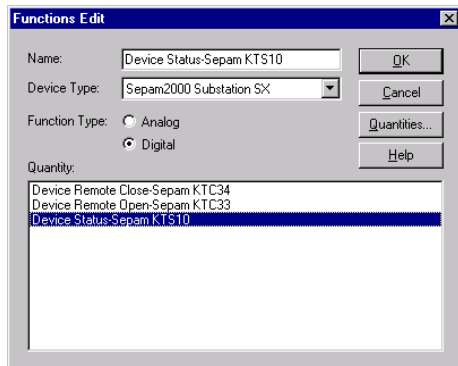 Functions Edit
Name: Device Status-Sepam KTS10
OK
Device Type: Sepam2000 Substation SX
Cancel
Function Type: Analog
Quantities...
Digital
Help
Quantity:
Device Remote Close-Sepam KTC34
Device Remote Open-Sepam KTC33
Device Status-Sepam KTS10